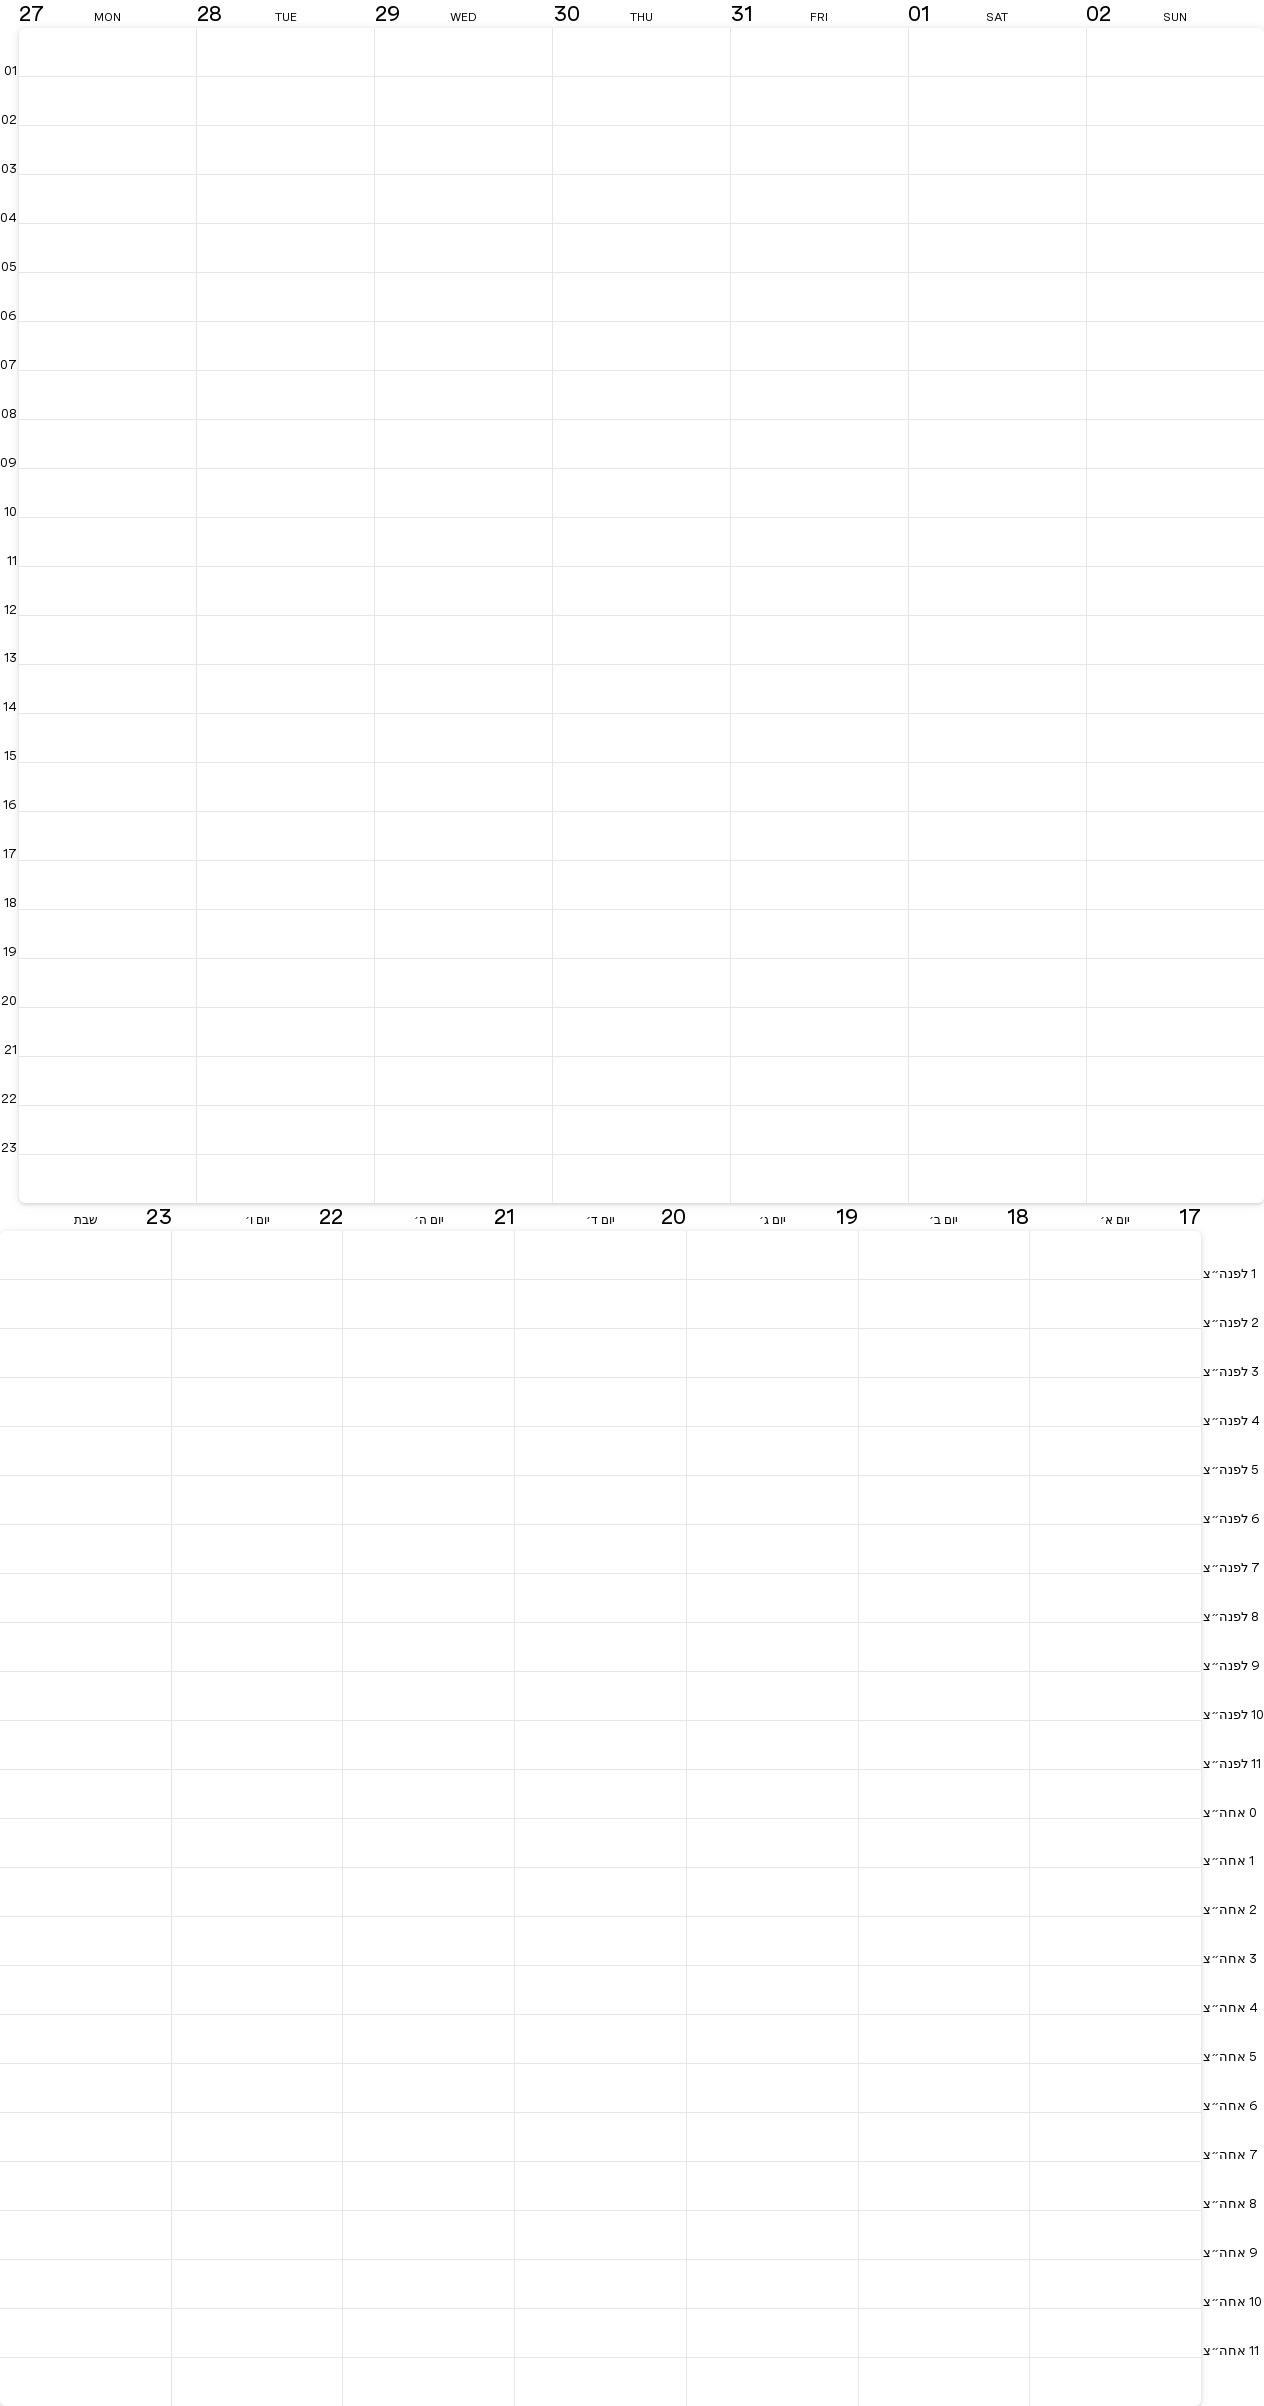 27 MON 28 TUE 29 WED 30 THU 31 FRI 01 SAT 02 SUN
01
02
03
04
05
06
07
08
09
10
11
12
13
14
15
16
17
18
19
20
21
22
23
17 יום א׳ 18 יום ב׳ 19 יום ג׳ 20 יום ד׳ 21 יום ה׳ 22 יום ו׳ 23 שבת
1 לפנה״צ
2 לפנה״צ
3 לפנה״צ
4 לפנה״צ
5 לפנה״צ
6 לפנה״צ
7 לפנה״צ
8 לפנה״צ
9 לפנה״צ
10 לפנה״צ
11 לפנה״צ
0 אחה״צ
1 אחה״צ
2 אחה״צ
3 אחה״צ
4 אחה״צ
5 אחה״צ
6 אחה״צ
7 אחה״צ
8 אחה״צ
9 אחה״צ
10 אחה״צ
11 אחה״צ